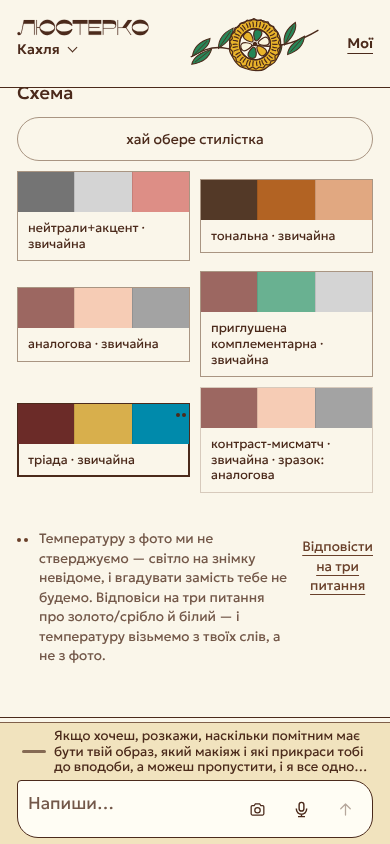 ЛЮСТЕРКО
Кахля
Мої
Схема
хай обере стилістка
нейтрали+акцент ·
звичайна
тональна · звичайна
аналогова · звичайна
приглушена
комплементарна ·
звичайна
тріада · звичайна
контраст-мисматч ·
звичайна · зразок:
аналогова
Температуру з фото ми не
стверджуємо — світло на знімку
невідоме, і вгадувати замість тебе не
будемо. Відповіси на три питання
про золото/срібло й білий — і
температуру візьмемо з твоїх слів, а
не з фото.
Відповісти
на три
питання
Якщо хочеш, розкажи, наскільки помітним має
бути твій образ, який макіяж і які прикраси тобі
до вподоби, а можеш пропустити, і я все одно…
Напиши…